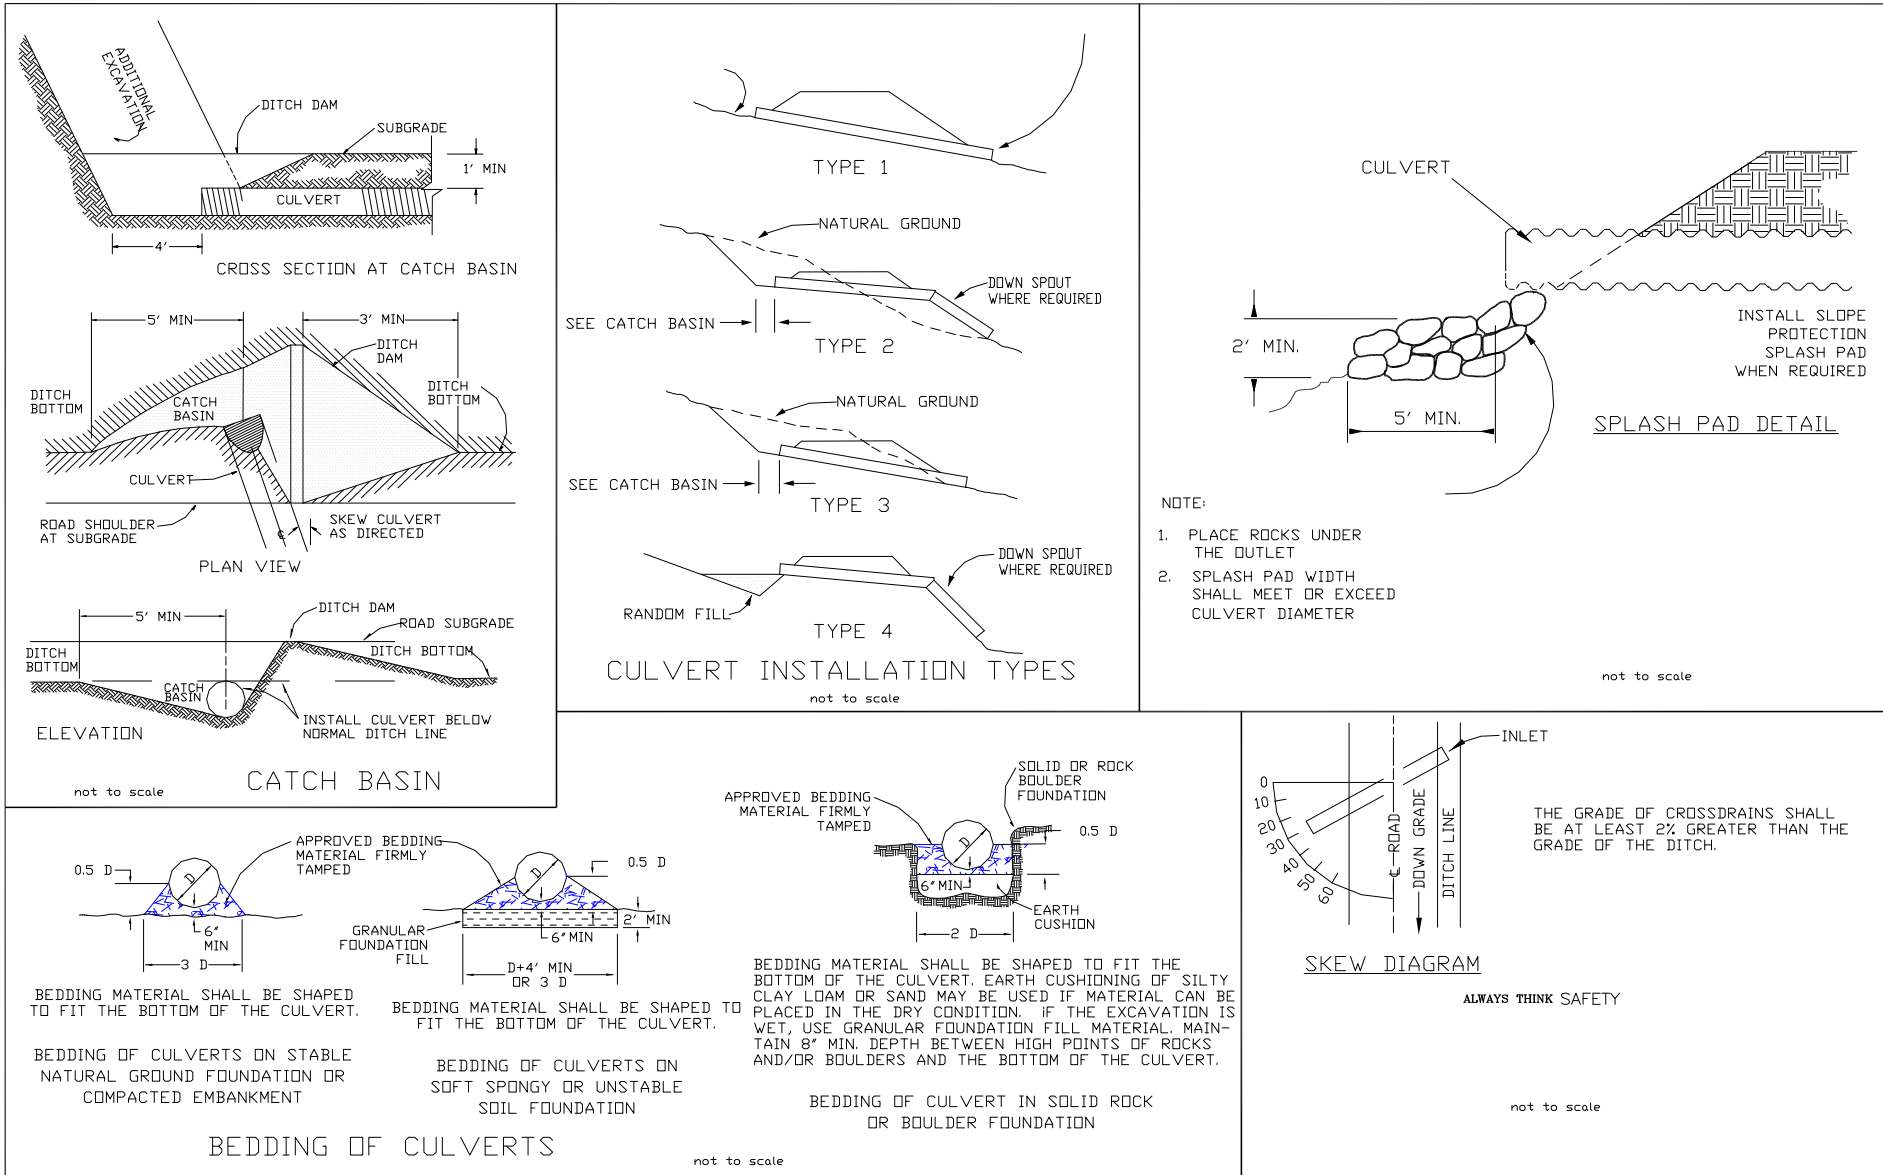 ADDITIONAL
EXCAVATION
DITCH DAM
SUBGRADE
1' MIN
CULVERT
4'
CROSS SECTION AT CATCH BASIN
5' MIN
3' MIN
DITCH
DAM
DITCH
BOTTOM
CATCH
BASIN
DITCH
BOTTOM
CULVERT
ROAD SHOULDER
AT SUBGRADE
℄
SKEW CULVERT
AS DIRECTED
PLAN VIEW
5' MIN
DITCH DAM
ROAD SUBGRADE
DITCH
BOTTOM
DITCH BOTTOM
CATCH
BASIN
INSTALL CULVERT BELOW
NORMAL DITCH LINE
ELEVATION
CATCH BASIN
not to scale
TYPE 1
NATURAL GROUND
DOWN SPOUT
WHERE REQUIRED
SEE CATCH BASIN
TYPE 2
NATURAL GROUND
SEE CATCH BASIN
TYPE 3
DOWN SPOUT
WHERE REQUIRED
RANDOM FILL
TYPE 4
CULVERT INSTALLATION TYPES
not to scale
CULVERT
2' MIN.
5' MIN.
INSTALL SLOPE
PROTECTION
SPLASH PAD
WHEN REQUIRED
SPLASH PAD DETAIL
NOTE:
1. PLACE ROCKS UNDER
THE OUTLET
2. SPLASH PAD WIDTH
SHALL MEET OR EXCEED
CULVERT DIAMETER
not to scale
APPROVED BEDDING
MATERIAL FIRMLY
TAMPED
0.5 D
D
6" MIN
3 D
BEDDING MATERIAL SHALL BE SHAPED
TO FIT THE BOTTOM OF THE CULVERT.
BEDDING OF CULVERTS ON STABLE
NATURAL GROUND FOUNDATION OR
COMPACTED EMBANKMENT
0.5 D
D
2' MIN
6" MIN
GRANULAR
FOUNDATION
FILL
D+4' MIN
OR 3 D
BEDDING MATERIAL SHALL BE SHAPED TO
FIT THE BOTTOM OF THE CULVERT.
BEDDING OF CULVERTS ON
SOFT SPONGY OR UNSTABLE
SOIL FOUNDATION
SOLID OR ROCK
BOULDER
FOUNDATION
APPROVED BEDDING
MATERIAL FIRMLY
TAMPED
0.5 D
D
6" MIN
EARTH
CUSHION
2 D
BEDDING MATERIAL SHALL BE SHAPED TO FIT THE
BOTTOM OF THE CULVERT. EARTH CUSHIONING OF SILTY
CLAY LOAM OR SAND MAY BE USED IF MATERIAL CAN BE
PLACED IN THE DRY CONDITION. iF THE EXCAVATION IS
WET, USE GRANULAR FOUNDATION FILL MATERIAL. MAIN-
TAIN 8" MIN. DEPTH BETWEEN HIGH POINTS OF ROCKS
AND/OR BOULDERS AND THE BOTTOM OF THE CULVERT.
BEDDING OF CULVERT IN SOLID ROCK
OR BOULDER FOUNDATION
BEDDING OF CULVERTS
not to scale
INLET
0
10
20
30
40
50
60
℄ ROAD
DOWN GRADE
DITCH LINE
THE GRADE OF CROSSDRAINS SHALL
BE AT LEAST 2% GREATER THAN THE
GRADE OF THE DITCH.
SKEW DIAGRAM
ALWAYS THINK SAFETY
not to scale